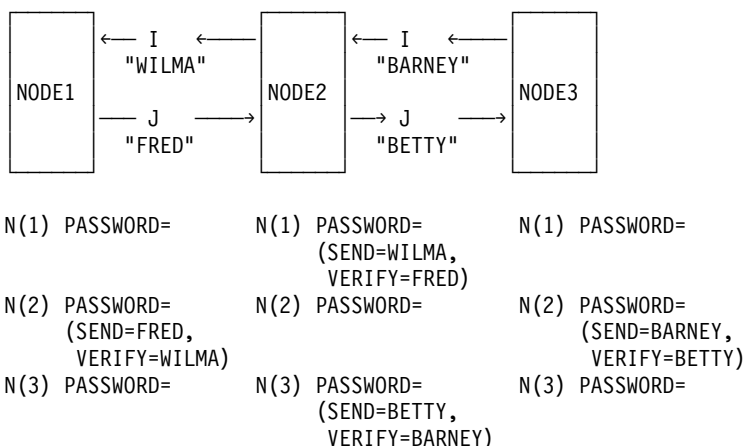 ← I ← ← I ←
"WILMA" "BARNEY"
NODE1 NODE2 NODE3
— J → → J →
"FRED" "BETTY"
N(1) PASSWORD= N(1) PASSWORD= N(1) PASSWORD=
(SEND=WILMA,
VERIFY=FRED)
N(2) PASSWORD= N(2) PASSWORD= N(2) PASSWORD=
(SEND=FRED, (SEND=BARNEY,
VERIFY=WILMA) VERIFY=BETTY)
N(3) PASSWORD= N(3) PASSWORD= N(3) PASSWORD=
(SEND=BETTY,
VERIFY=BARNEY)